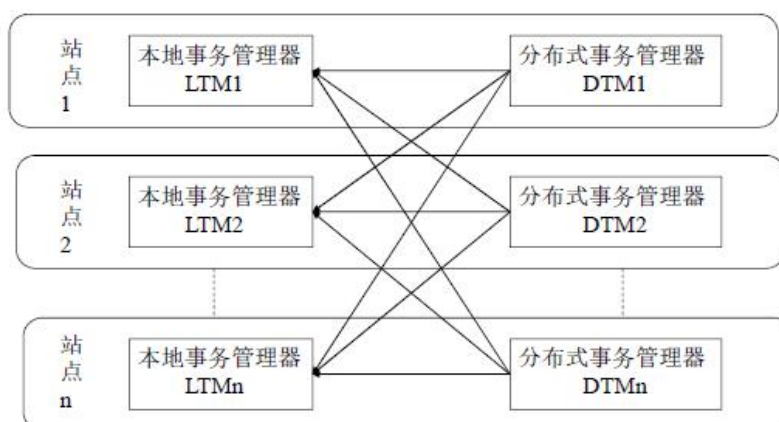 站
点
1
本地事务管理器
LTM1
分布式事务管理器
DTM1
站
点
2
本地事务管理器
LTM2
分布式事务管理器
DTM2
站
点
n
本地事务管理器
LTMn
分布式事务管理器
DTMn